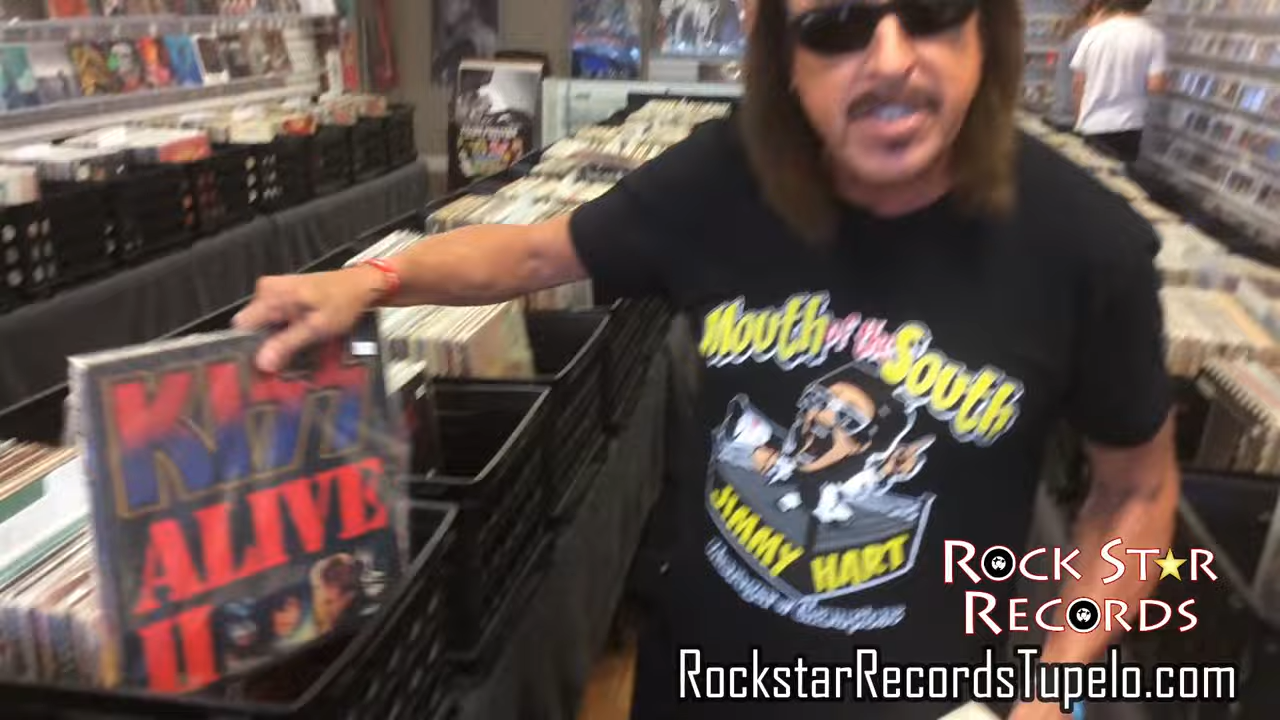 KISS
ALIVE
II
Mouth of the South
JIMMY HART
ROCK STAR
RECORDS
RockstarRecordsTupelo.com